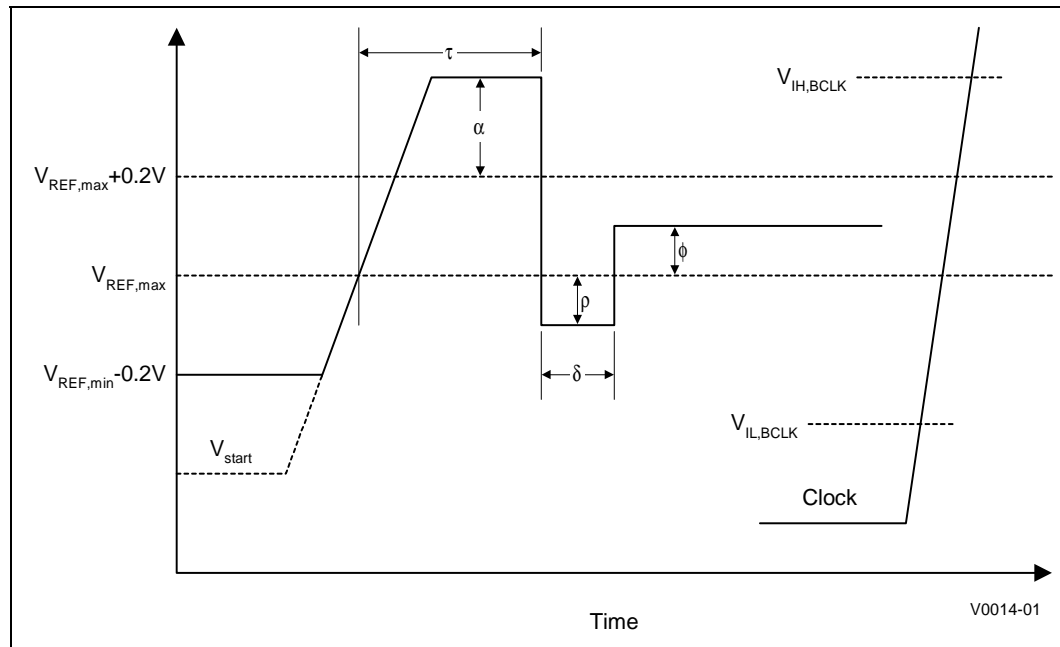 τ
V_IH,BCLK
α
V_REF,max+0.2V
ϕ
V_REF,max
ρ
V_REF,min-0.2V
δ
V_IL,BCLK
V_start
Clock
V0014-01
Time